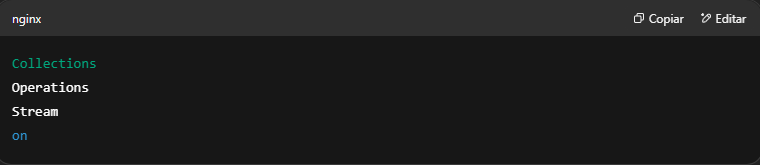 nginx Copiar Editar
Collections
Operations
Stream
on